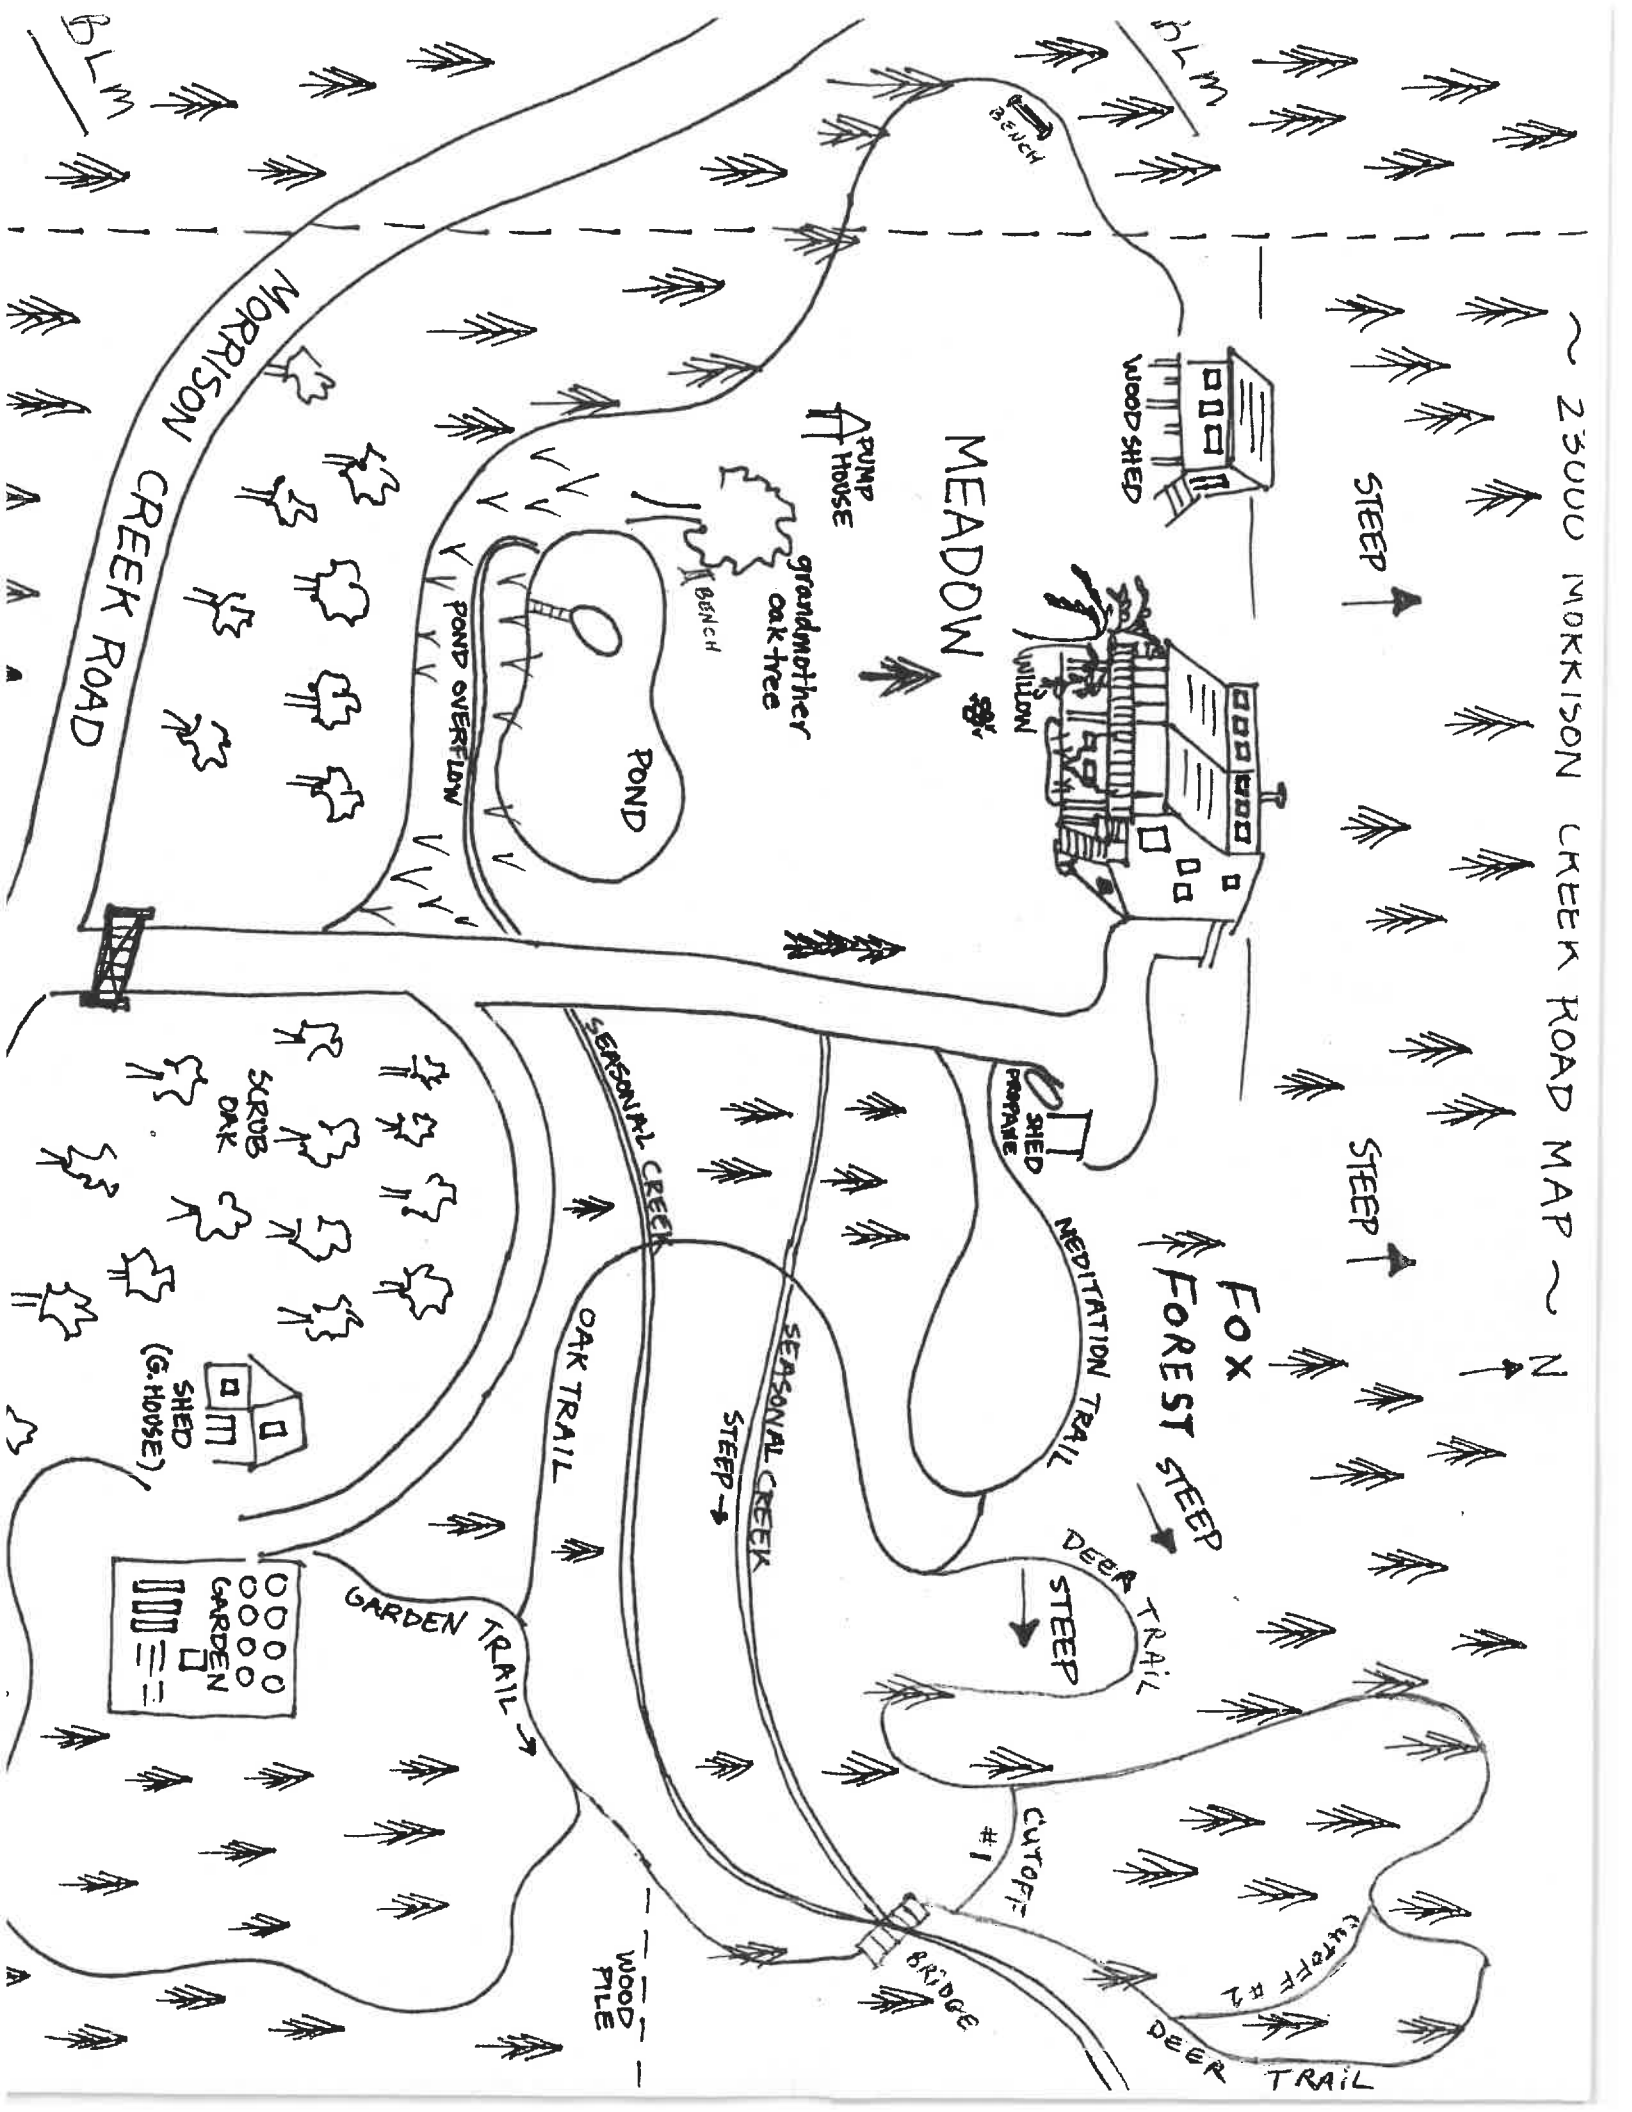 ~ 23000 MORRISON CREEK ROAD MAP ~
N
BLM
BENCH
STEEP
STEEP
WOODSHED
MEADOW
WILLOW
PUMP
HOUSE
grandmother
oak tree
BENCH
POND
POND OVERFLOW
MORRISON CREEK ROAD
BLM
FOX
FOREST
STEEP
SHED
PROPANE
MEDITATION TRAIL
DEER TRAIL
STEEP
SEASONAL CREEK
SEASONAL CREEK
STEEP
OAK TRAIL
SCRUB
OAK
SHED
(G.HOUSE)
GARDEN
GARDEN TRAIL
CUTOFF
#1
CUTOFF #2
DEER TRAIL
BRIDGE
WOOD
PILE